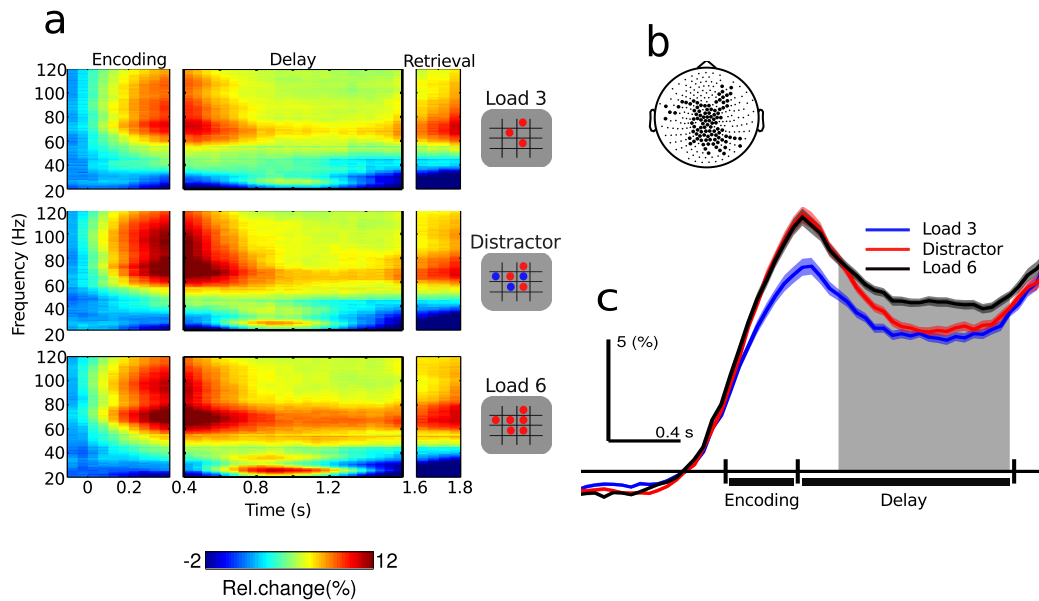 a
Encoding Delay Retrieval
120
100
80
60
40
20
Load 3
120
100
80
60
40
20
Distractor
120
100
80
60
40
20
Load 6
Frequency (Hz)
0 0.2 0.4 0.8 1.2 1.6 1.8
Time (s)
-2 12
Rel.change(%)
b
c
Load 3
Distractor
Load 6
5 (%)
0.4 s
Encoding Delay